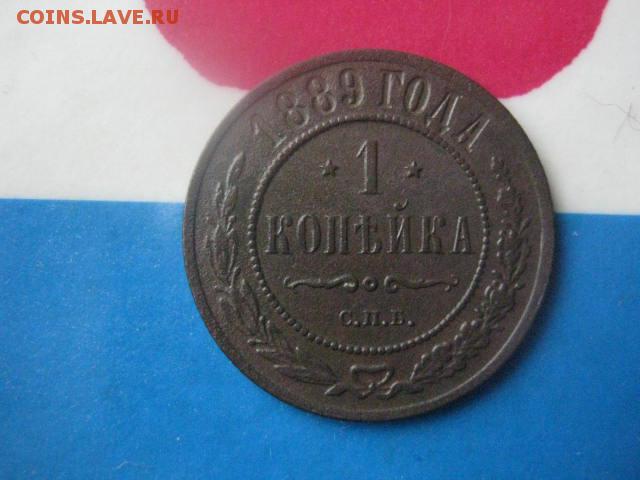 COINS.LAVE.RU
1889 ГОДА
1
КОПѢЙКА
С.П.Б.